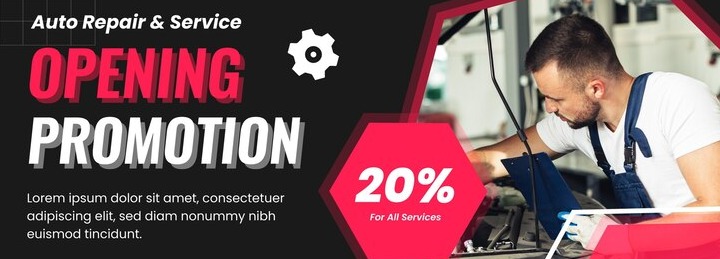 Auto Repair & Service
OPENING
PROMOTION
Lorem ipsum dolor sit amet, consectetuer
adipiscing elit, sed diam nonummy nibh
euismod tincidunt.
20%
For All Services